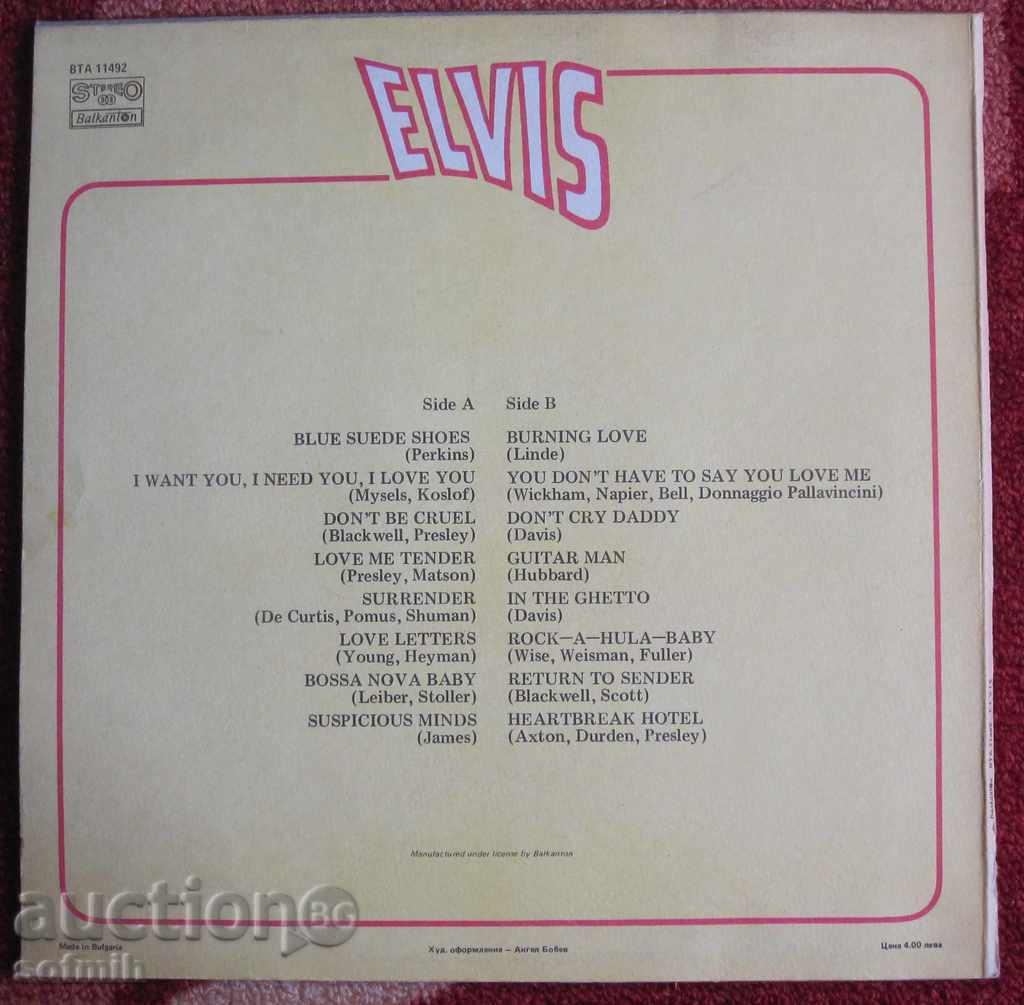 BTA 11492
STEREO
Balkanton
ELVIS
Side A
BLUE SUEDE SHOES
(Perkins)
I WANT YOU, I NEED YOU, I LOVE YOU
(Mysels, Koslof)
DON'T BE CRUEL
(Blackwell, Presley)
LOVE ME TENDER
(Presley, Matson)
SURRENDER
(De Curtis, Pomus, Shuman)
LOVE LETTERS
(Young, Heyman)
BOSSA NOVA BABY
(Leiber, Stoller)
SUSPICIOUS MINDS
(James)
Side B
BURNING LOVE
(Linde)
YOU DON'T HAVE TO SAY YOU LOVE ME
(Wickham, Napier, Bell, Donnaggio Pallavincini)
DON'T CRY DADDY
(Davis)
GUITAR MAN
(Hubbard)
IN THE GHETTO
(Davis)
ROCK—A—HULA—BABY
(Wise, Weisman, Fuller)
RETURN TO SENDER
(Blackwell, Scott)
HEARTBREAK HOTEL
(Axton, Durden, Presley)
Manufactured under license by Balkanton
Made in Bulgaria
Худ. оформление — Ангел Бобев
Цена 4.00 лева
auction BG
sofmih